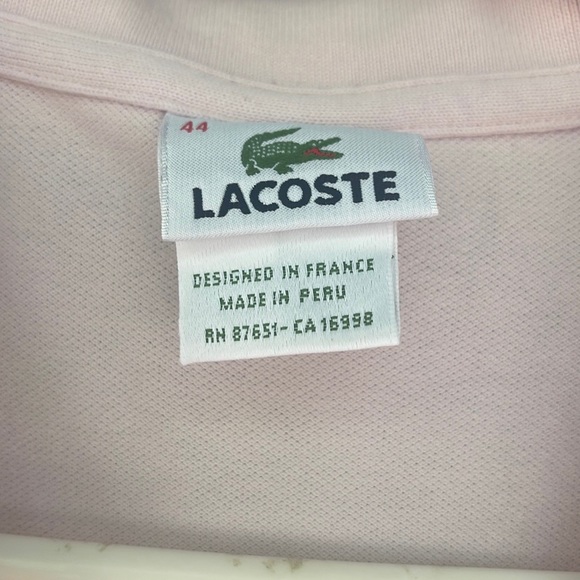 44
LACOSTE
DESIGNED IN FRANCE
MADE IN PERU
RN 87651-CA 16998